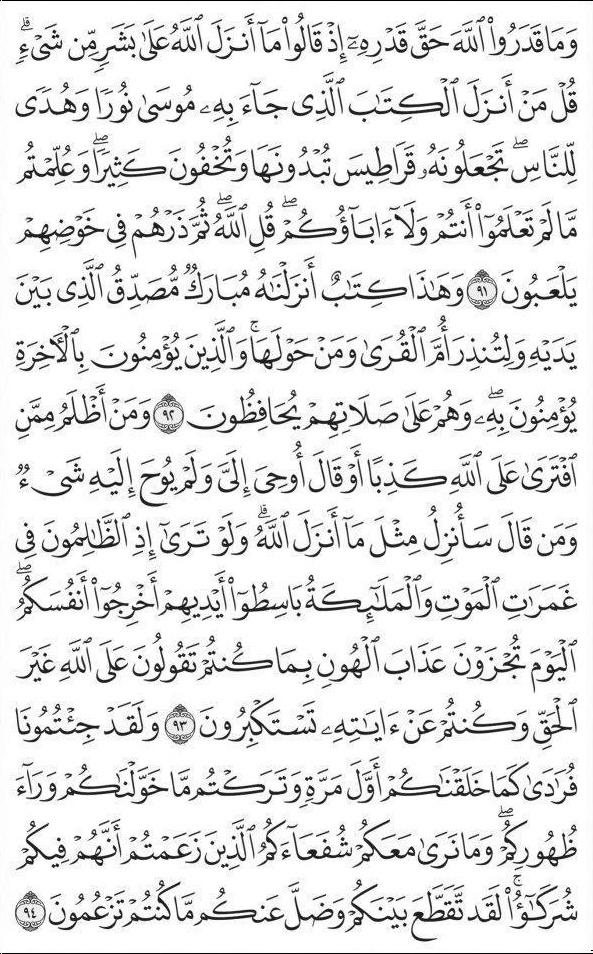 وَمَا قَدَرُوا۟ ٱللَّهَ حَقَّ قَدْرِهِۦٓ إِذْ قَالُوا۟ مَآ أَنزَلَ ٱللَّهُ عَلَىٰ بَشَرٍ مِّن شَىْءٍ ۗ
قُلْ مَنْ أَنزَلَ ٱلْكِتَٰبَ ٱلَّذِى جَآءَ بِهِۦ مُوسَىٰ نُورًا وَهُدًى
لِّلنَّاسِ ۖ تَجْعَلُونَهُۥ قَرَاطِيسَ تُبْدُونَهَا وَتُخْفُونَ كَثِيرًا ۖ وَعُلِّمْتُم
مَّا لَمْ تَعْلَمُوٓا۟ أَنتُمْ وَلَآ ءَابَآؤُكُمْ ۖ قُلِ ٱللَّهُ ۖ ثُمَّ ذَرْهُمْ فِى خَوْضِهِمْ
يَلْعَبُونَ ٩١ وَهَٰذَا كِتَٰبٌ أَنزَلْنَٰهُ مُبَارَكٌ مُّصَدِّقُ ٱلَّذِى بَيْنَ
يَدَيْهِ وَلِتُنذِرَ أُمَّ ٱلْقُرَىٰ وَمَنْ حَوْلَهَا ۚ وَٱلَّذِينَ يُؤْمِنُونَ بِٱلْءَاخِرَةِ
يُؤْمِنُونَ بِهِۦ ۖ وَهُمْ عَلَىٰ صَلَاتِهِمْ يُحَافِظُونَ ٩٢ وَمَنْ أَظْلَمُ مِمَّنِ
ٱفْتَرَىٰ عَلَى ٱللَّهِ كَذِبًا أَوْ قَالَ أُوحِىَ إِلَىَّ وَلَمْ يُوحَ إِلَيْهِ شَىْءٌ
وَمَن قَالَ سَأُنزِلُ مِثْلَ مَآ أَنزَلَ ٱللَّهُ ۗ وَلَوْ تَرَىٰٓ إِذِ ٱلظَّٰلِمُونَ فِى
غَمَرَٰتِ ٱلْمَوْتِ وَٱلْمَلَٰٓئِكَةُ بَاسِطُوٓا۟ أَيْدِيهِمْ أَخْرِجُوٓا۟ أَنفُسَكُمُ ۖ
ٱلْيَوْمَ تُجْزَوْنَ عَذَابَ ٱلْهُونِ بِمَا كُنتُمْ تَقُولُونَ عَلَى ٱللَّهِ غَيْرَ
ٱلْحَقِّ وَكُنتُمْ عَنْ ءَايَٰتِهِۦ تَسْتَكْبِرُونَ ٩٣ وَلَقَدْ جِئْتُمُونَا
فُرَٰدَىٰ كَمَا خَلَقْنَٰكُمْ أَوَّلَ مَرَّةٍ وَتَرَكْتُم مَّا خَوَّلْنَٰكُمْ وَرَآءَ
ظُهُورِكُمْ ۖ وَمَا نَرَىٰ مَعَكُمْ شُفَعَآءَكُمُ ٱلَّذِينَ زَعَمْتُمْ أَنَّهُمْ فِيكُمْ
شُرَكَٰٓؤُا۟ ۚ لَقَد تَّقَطَّعَ بَيْنَكُمْ وَضَلَّ عَنكُم مَّا كُنتُمْ تَزْعُمُونَ ٩٤